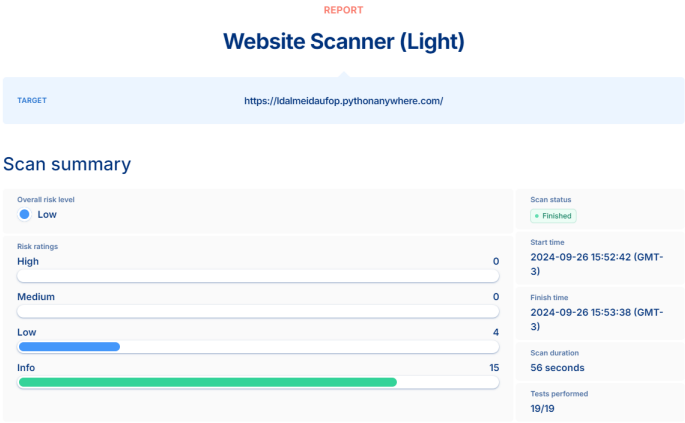 REPORT
Website Scanner (Light)
TARGET
https://ldalmeidaufop.pythonanywhere.com/
Scan summary
Overall risk level
Low
Risk ratings
High 0
Medium 0
Low 4
Info 15
Scan status
Finished
Start time
2024-09-26 15:52:42 (GMT-
3)
Finish time
2024-09-26 15:53:38 (GMT-
3)
Scan duration
56 seconds
Tests performed
19/19